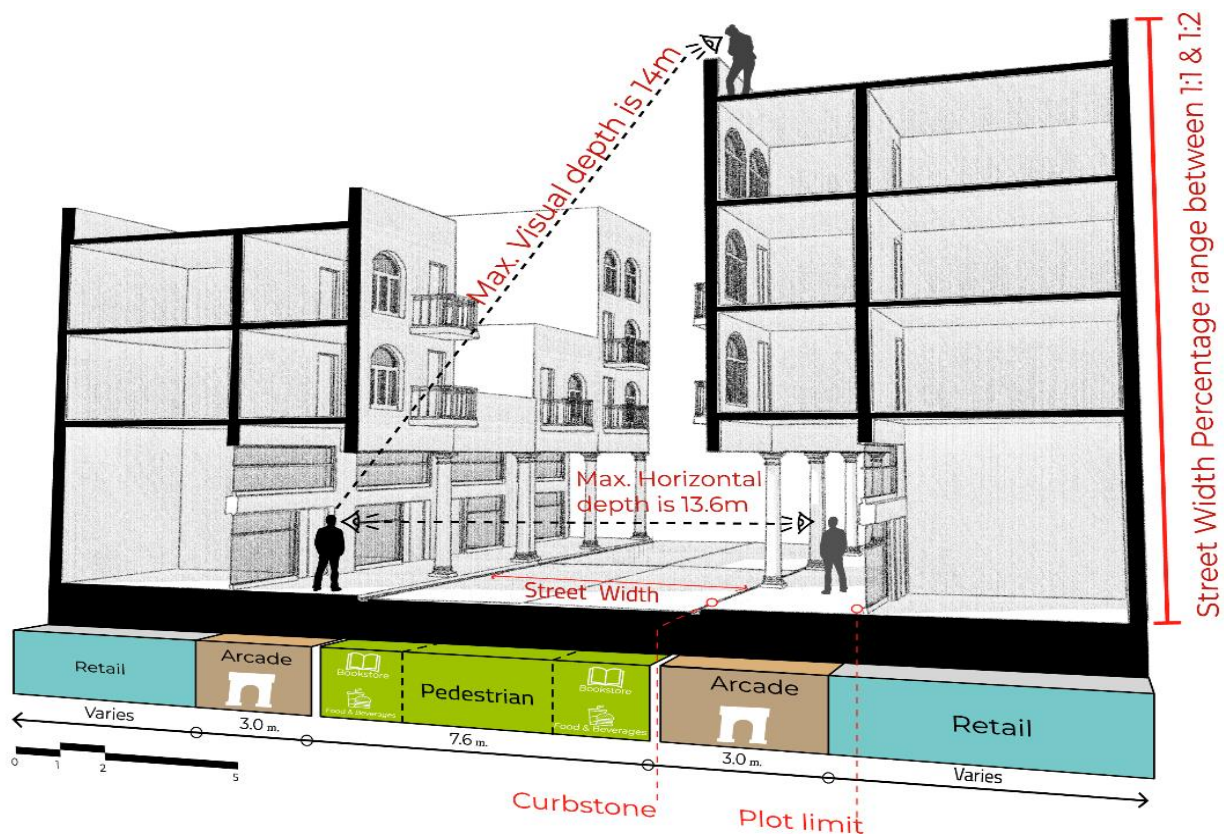 Max. Visual depth is 14m
Street Width Percentage range between 1:1 & 1:2
Max. Horizontal
depth is 13.6m
Street Width
Retail
Arcade
Bookstore
Food & Beverages
Pedestrian
Bookstore
Food & Beverages
Arcade
Retail
Varies
3.0 m.
7.6 m.
3.0 m.
Varies
0 1 2 5
Curbstone
Plot limit